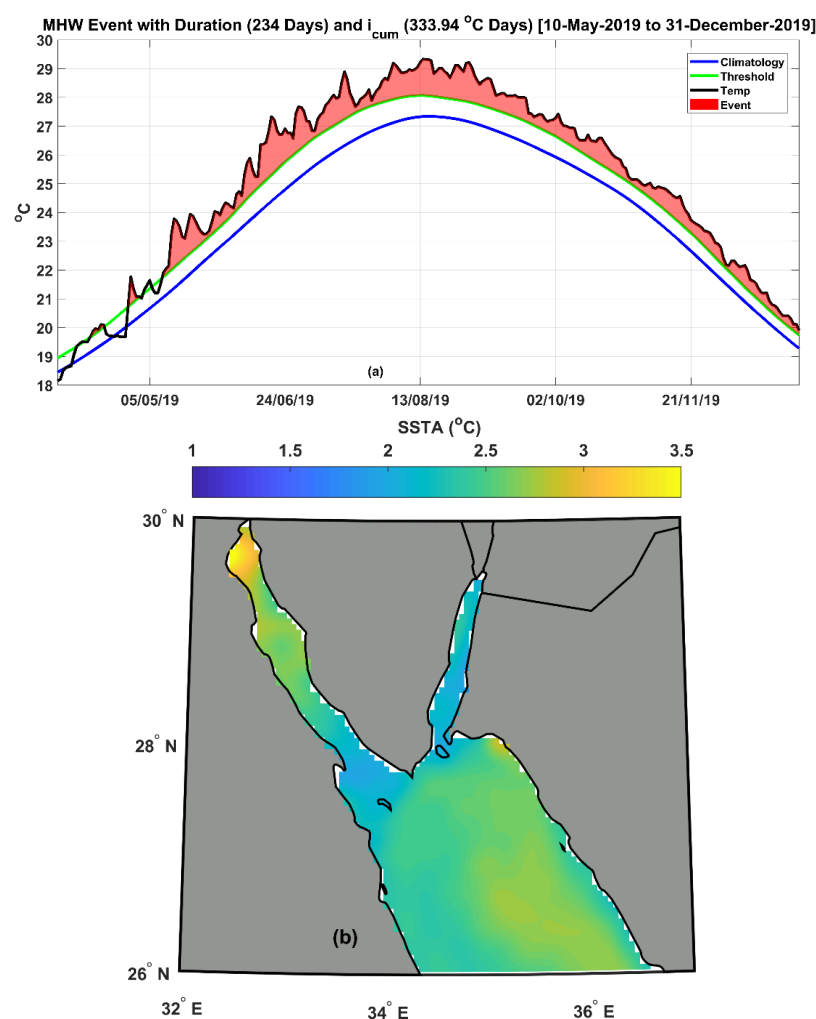 MHW Event with Duration (234 Days) and i_cum (333.94 °C Days) [10-May-2019 to 31-December-2019]
30
29
28
27
26
25
24
23
22
21
20
19
18
°C
Climatology
Threshold
Temp
Event
(a)
05/05/19 24/06/19 13/08/19 02/10/19 21/11/19
SSTA (°C)
1 1.5 2 2.5 3 3.5
30° N
28° N
26° N
(b)
32° E 34° E 36° E